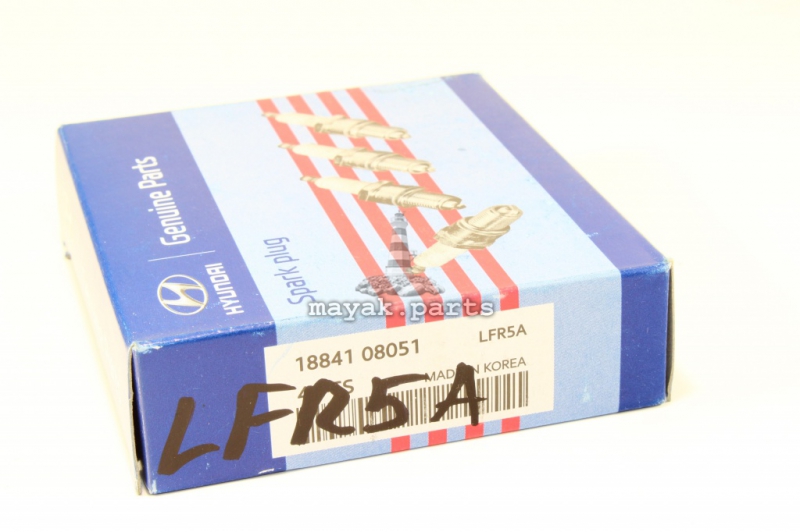 HYUNDAI
Genuine Parts
Spark plug
mayak.parts
18841 08051 LFR5A
MADE IN KOREA
LFR5A